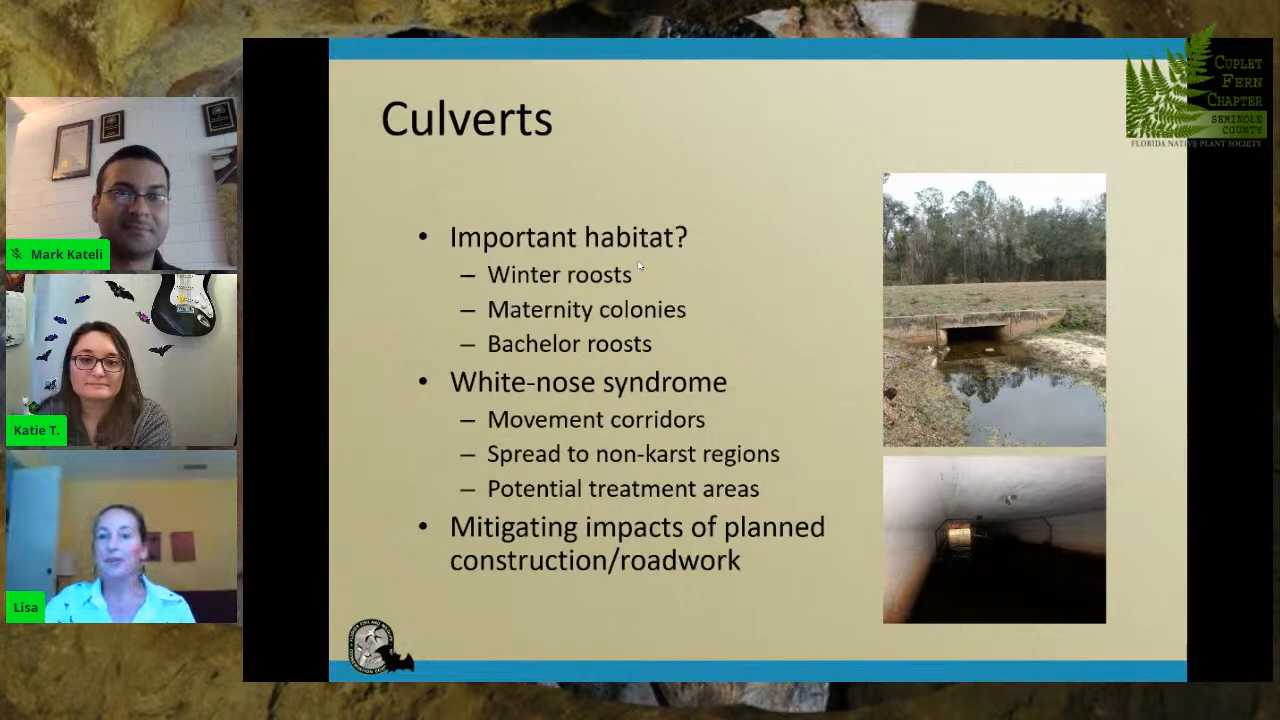 Culverts
• Important habitat?
– Winter roosts
– Maternity colonies
– Bachelor roosts
• White-nose syndrome
– Movement corridors
– Spread to non-karst regions
– Potential treatment areas
• Mitigating impacts of planned
construction/roadwork
CUPLET
FERN
CHAPTER
SEMINOLE
COUNTY
FLORIDA NATIVE PLANT SOCIETY
Mark Kateli
Katie T.
Lisa